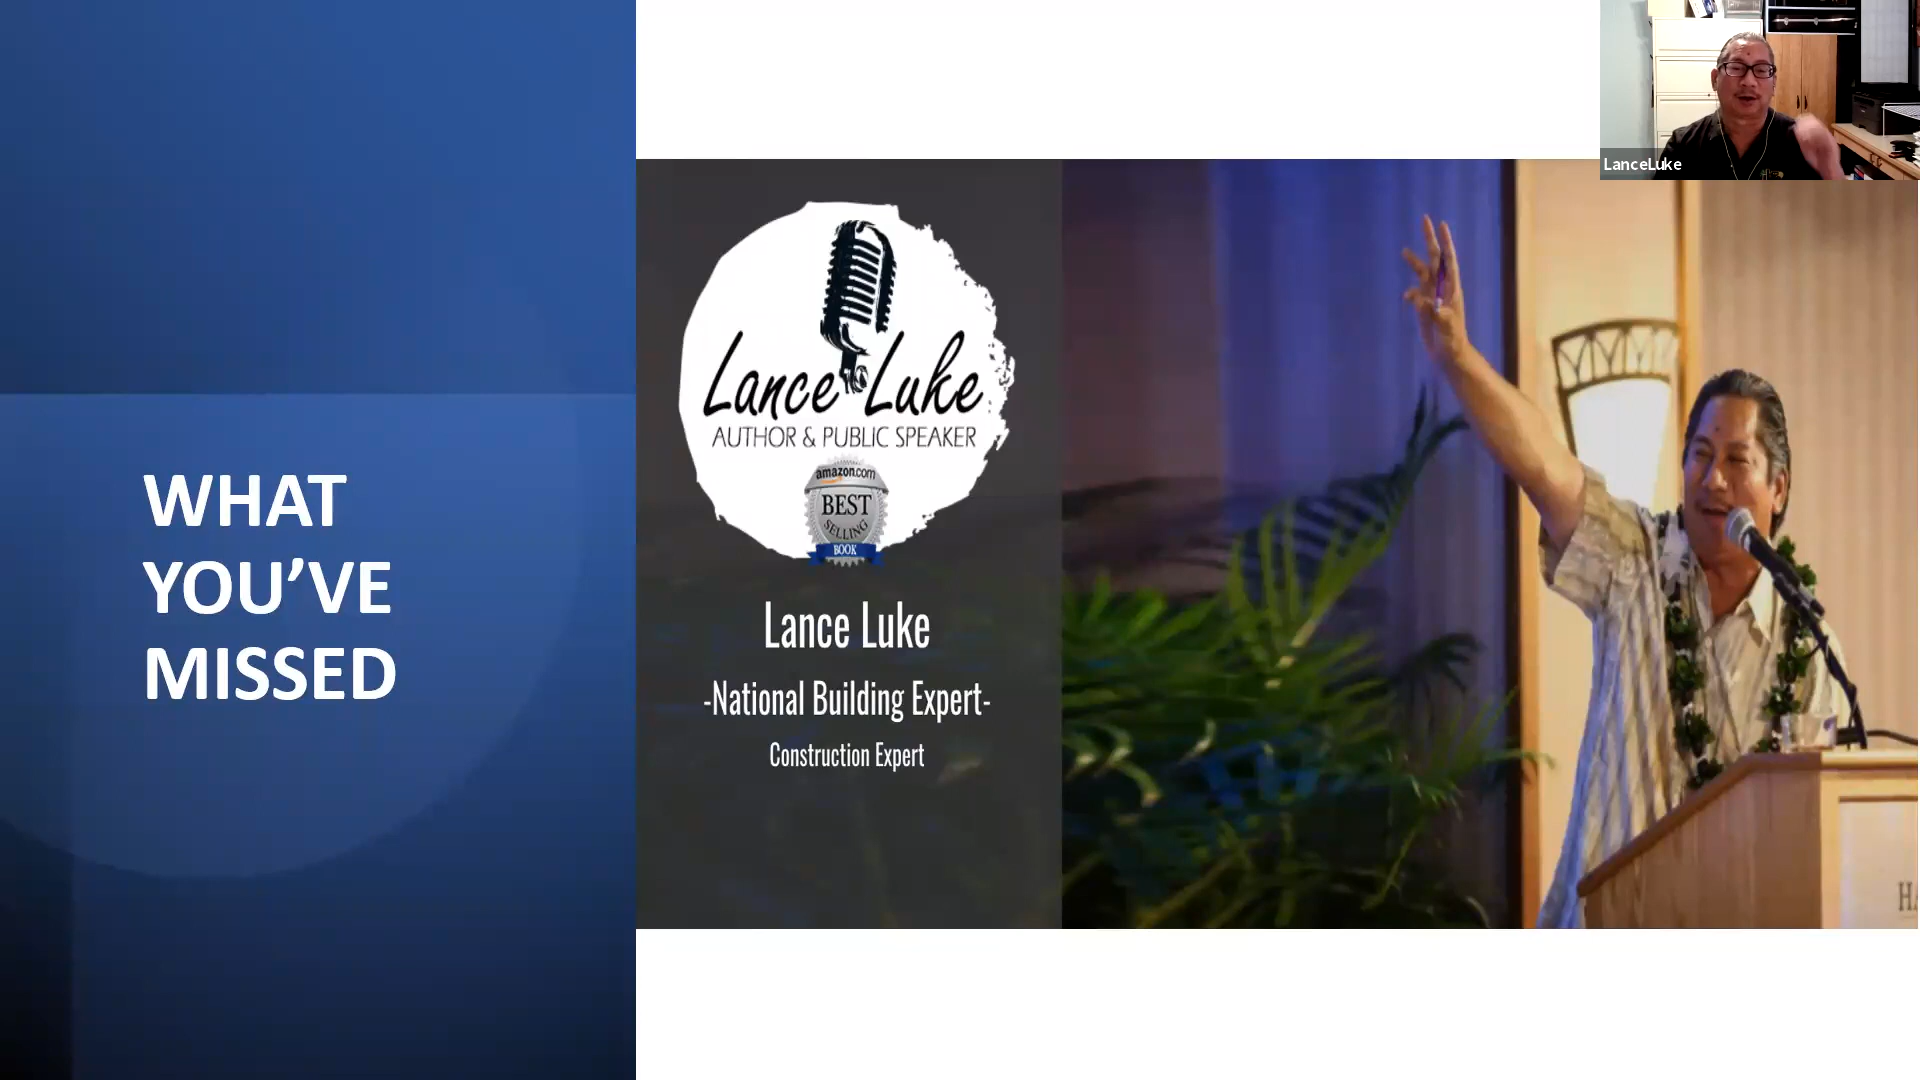 WHAT
YOU’VE
MISSED
Lance Luke
AUTHOR & PUBLIC SPEAKER
amazon.com
BEST
SELLING
BOOK
Lance Luke
-National Building Expert-
Construction Expert
LanceLuke
HA